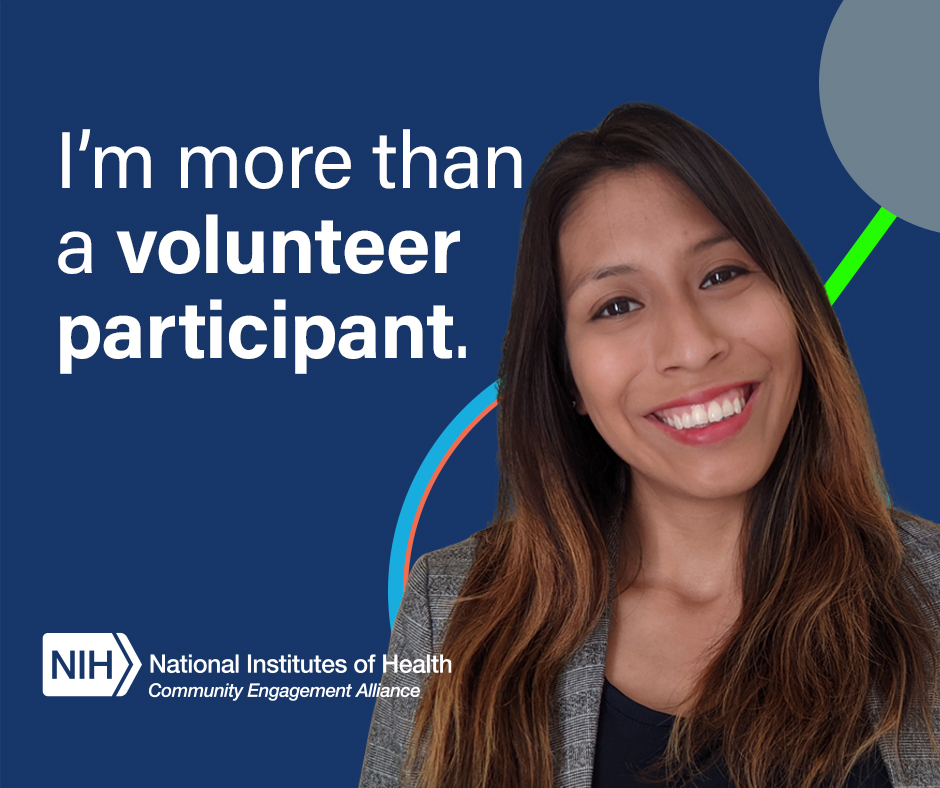 I’m more than
a volunteer
participant.
NIH National Institutes of Health
Community Engagement Alliance